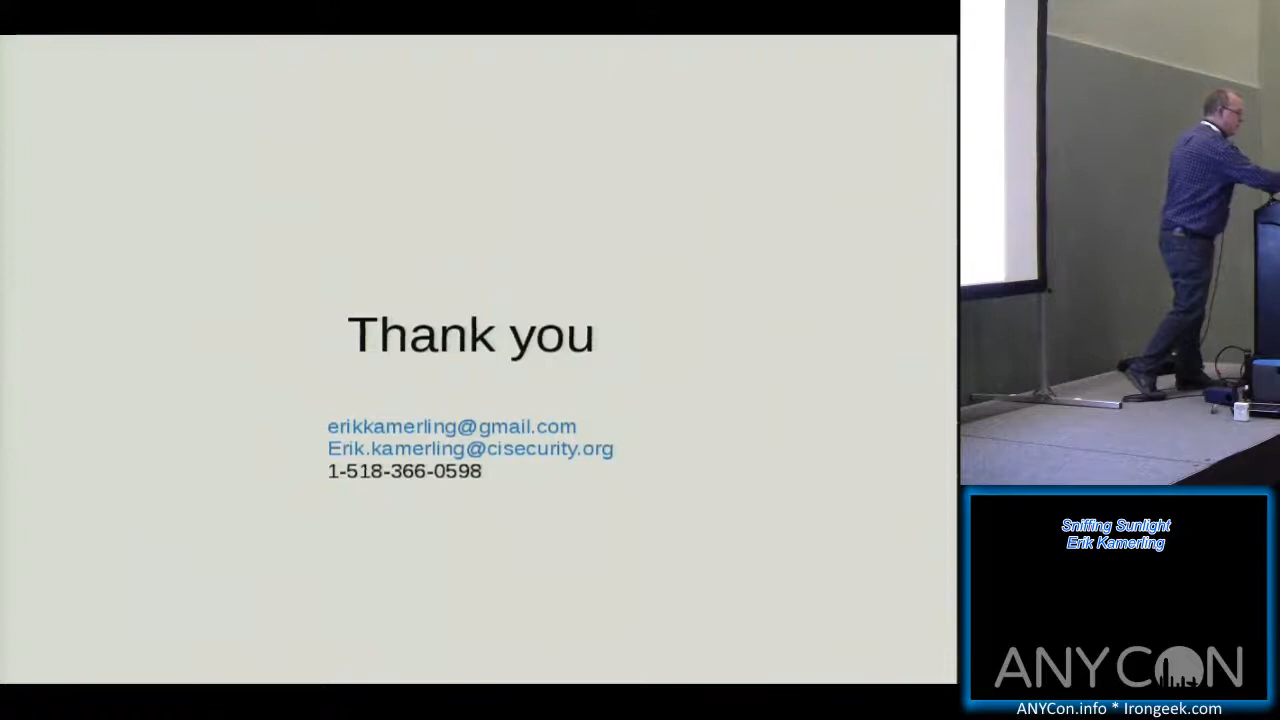 Thank you
erikkamerling@gmail.com
Erik.kamerling@cisecurity.org
1-518-366-0598
Sniffing Sunlight
Erik Kamerling
ANYCON
ANYCon.info * Irongeek.com